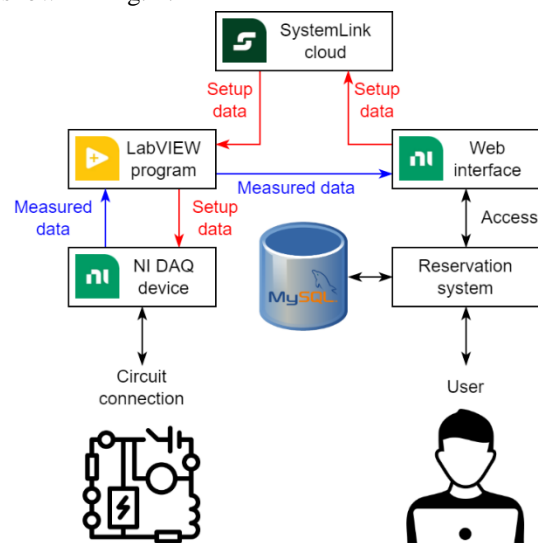 SystemLink
cloud
Setup
data
Setup
data
LabVIEW
program
Web
interface
Measured data
Measured
data
Setup
data
Access
NI DAQ
device
MySQL
Reservation
system
Circuit
connection
User